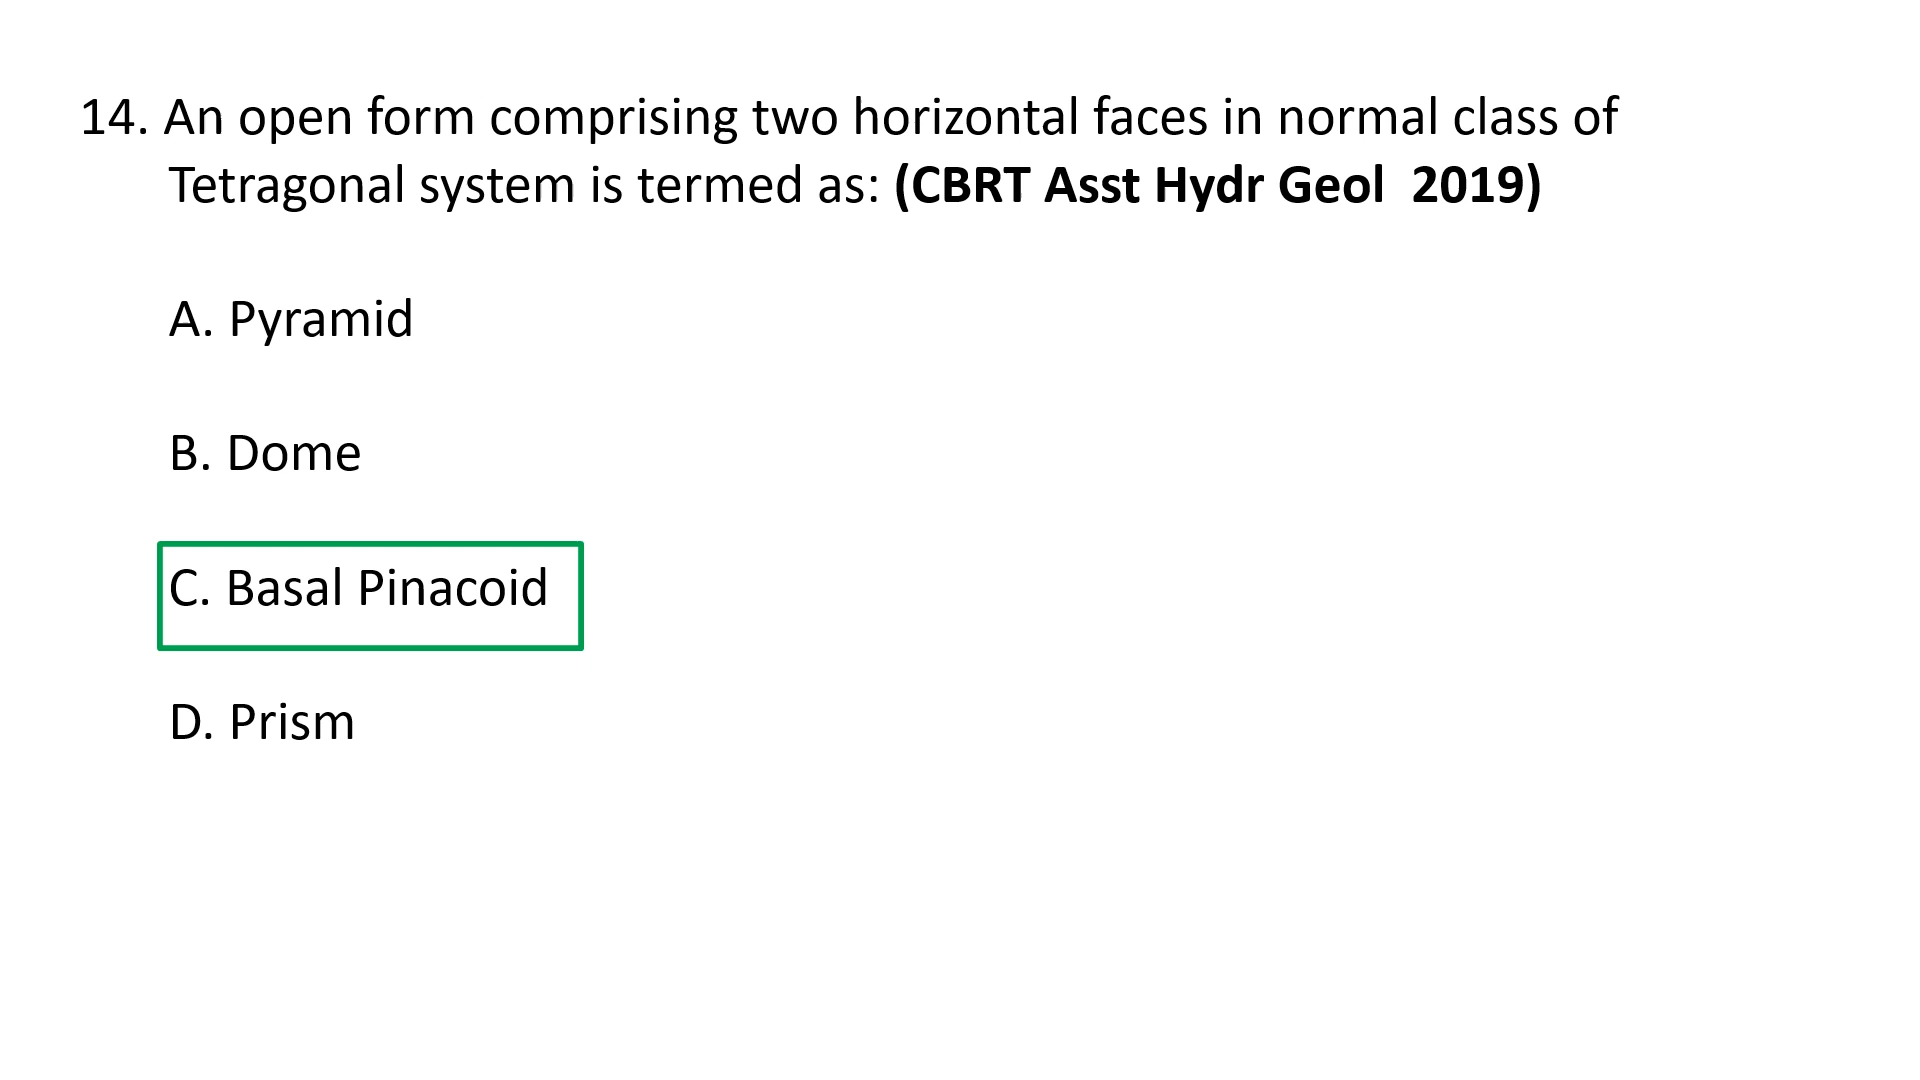 14. An open form comprising two horizontal faces in normal class of
Tetragonal system is termed as: (CBRT Asst Hydr Geol  2019)
A. Pyramid
B. Dome
C. Basal Pinacoid
D. Prism